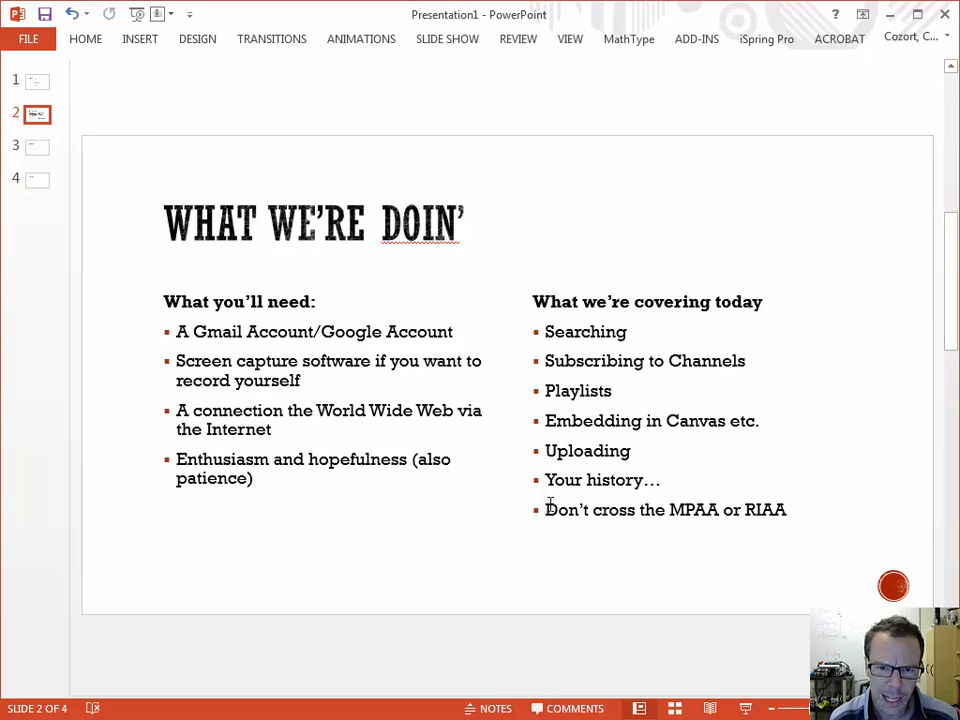 Presentation1 - PowerPoint
?
FILE HOME INSERT DESIGN TRANSITIONS ANIMATIONS SLIDE SHOW REVIEW VIEW MathType ADD-INS iSpring Pro ACROBAT Cozort, C...
1
2
3
4
WHAT WE'RE DOIN'
What you'll need:
▪ A Gmail Account/Google Account
▪ Screen capture software if you want to
record yourself
▪ A connection the World Wide Web via
the Internet
▪ Enthusiasm and hopefulness (also
patience)
What we're covering today
▪ Searching
▪ Subscribing to Channels
▪ Playlists
▪ Embedding in Canvas etc.
▪ Uploading
▪ Your history...
▪ Don't cross the MPAA or RIAA
SLIDE 2 OF 4 NOTES COMMENTS